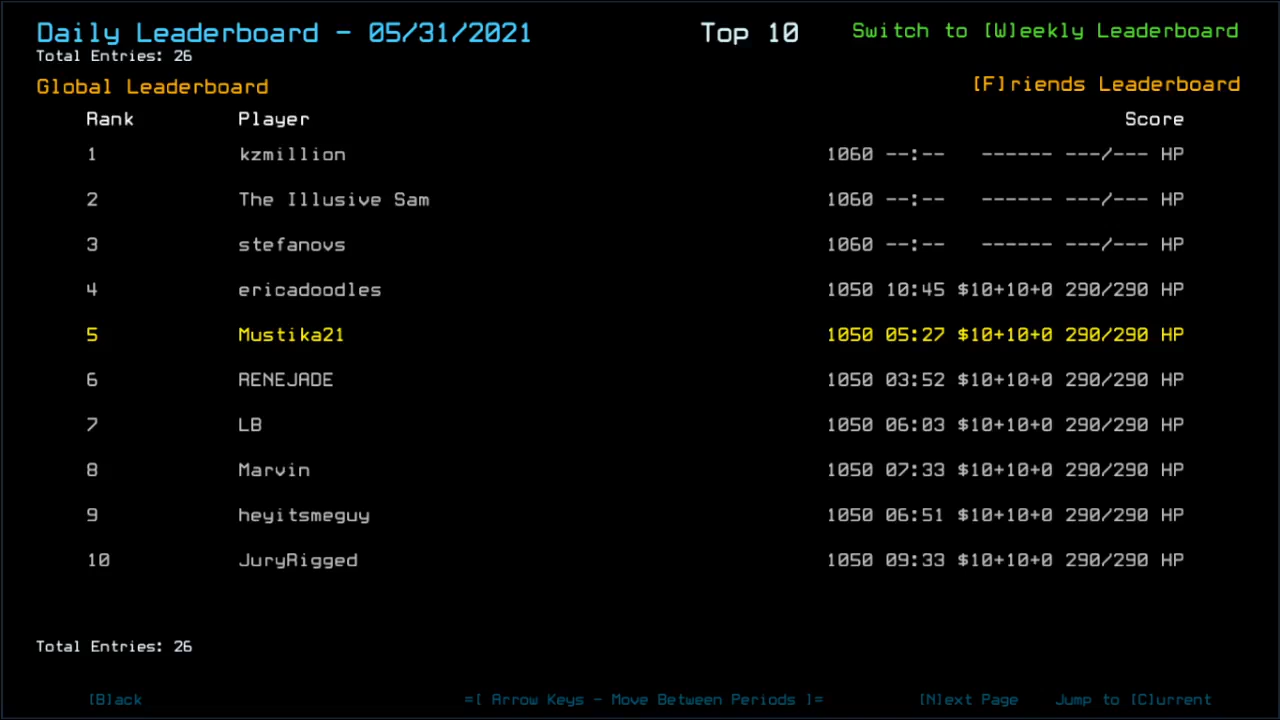 Daily Leaderboard - 05/31/2021 Top 10 Switch to [W]eekly Leaderboard
Total Entries: 26
Global Leaderboard [F]riends Leaderboard
Rank Player Score
1 kzmillion 1060 --:-- ------ ---/--- HP
2 The Illusive Sam 1060 --:-- ------ ---/--- HP
3 stefanovs 1060 --:-- ------ ---/--- HP
4 ericadoodles 1050 10:45 $10+10+0 290/290 HP
5 Mustika21 1050 05:27 $10+10+0 290/290 HP
6 RENEJADE 1050 03:52 $10+10+0 290/290 HP
7 LB 1050 06:03 $10+10+0 290/290 HP
8 Marvin 1050 07:33 $10+10+0 290/290 HP
9 heyitsmeguy 1050 06:51 $10+10+0 290/290 HP
10 JuryRigged 1050 09:33 $10+10+0 290/290 HP
Total Entries: 26
[B]ack =[ Arrow Keys - Move Between Periods ]= [N]ext Page Jump to [C]urrent